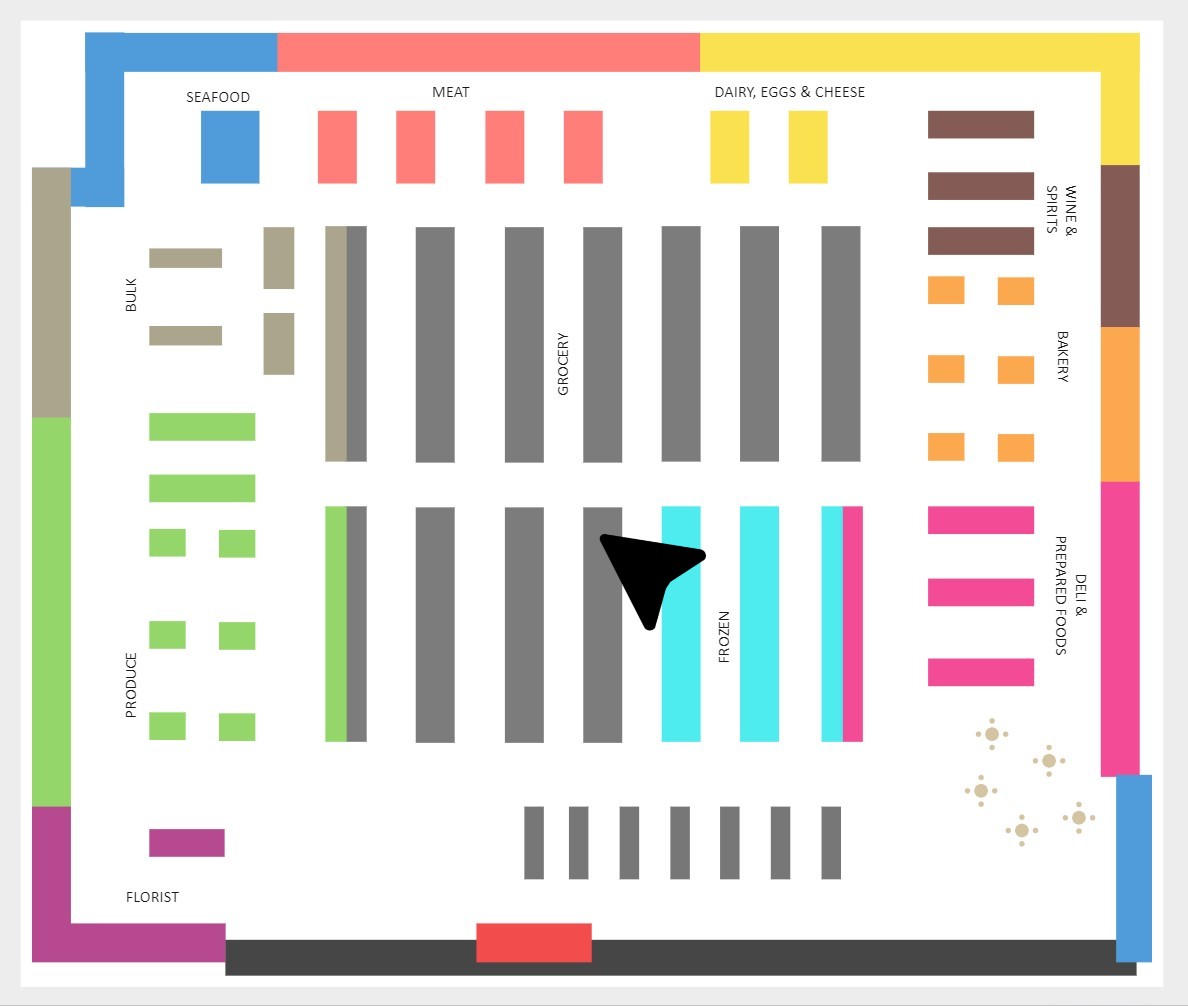 SEAFOOD
MEAT
DAIRY, EGGS & CHEESE
WINE &
SPIRITS
BULK
GROCERY
BAKERY
PRODUCE
FROZEN
DELI &
PREPARED FOODS
FLORIST